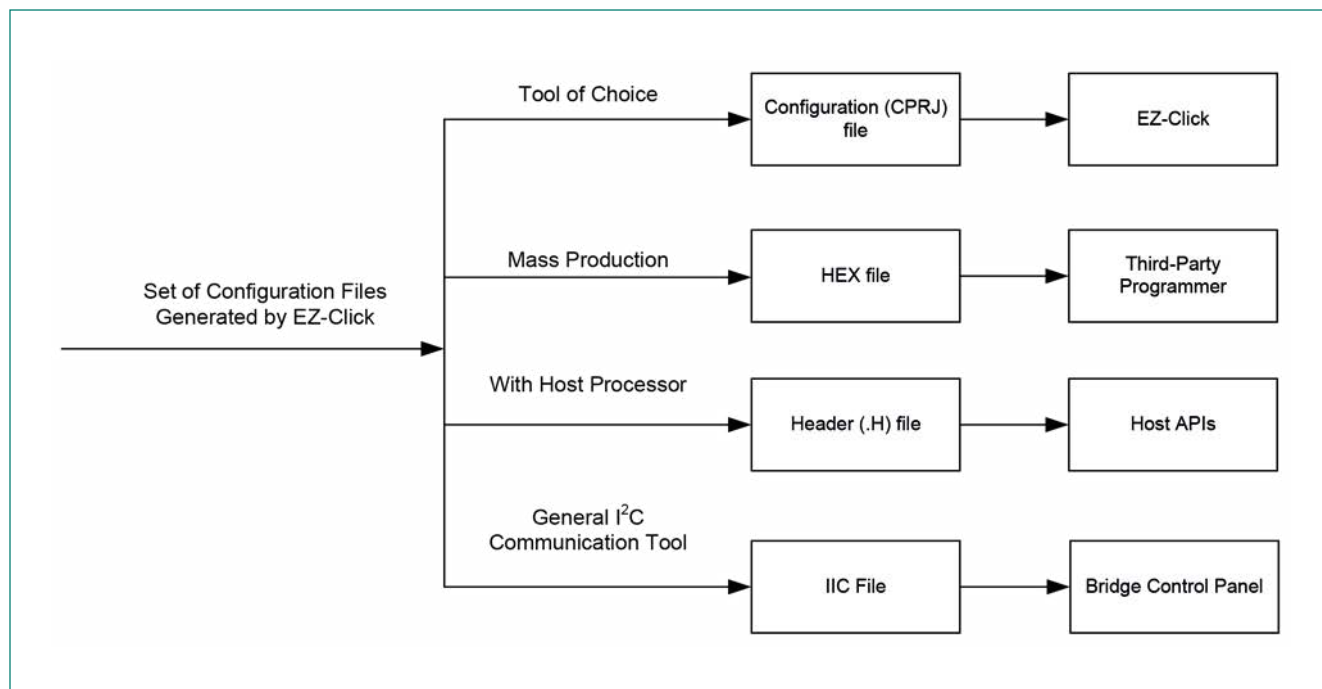 Tool of Choice
Configuration (CPRJ)
file
EZ-Click
Mass Production
HEX file
Third-Party
Programmer
Set of Configuration Files
Generated by EZ-Click
With Host Processor
Header (.H) file
Host APIs
General I²C
Communication Tool
IIC File
Bridge Control Panel